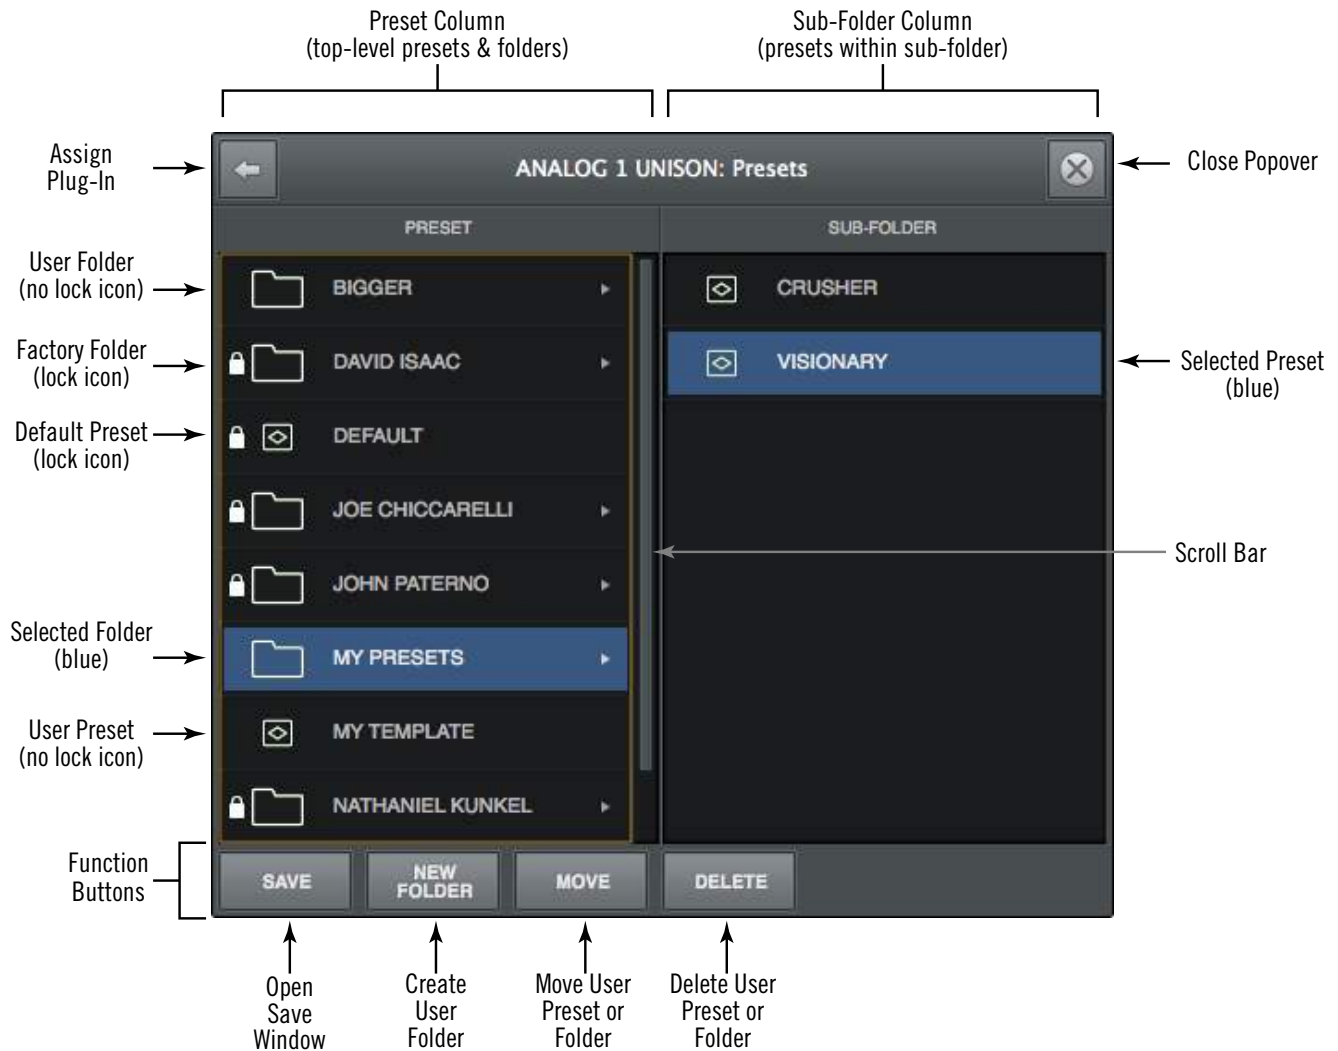 Preset Column
(top-level presets & folders)
Sub-Folder Column
(presets within sub-folder)
Assign
Plug-In
ANALOG 1 UNISON: Presets
Close Popover
PRESET
SUB-FOLDER
User Folder
(no lock icon)
BIGGER
CRUSHER
Factory Folder
(lock icon)
DAVID ISAAC
VISIONARY
Selected Preset
(blue)
Default Preset
(lock icon)
DEFAULT
JOE CHICCARELLI
Scroll Bar
JOHN PATERNO
Selected Folder
(blue)
MY PRESETS
User Preset
(no lock icon)
MY TEMPLATE
NATHANIEL KUNKEL
Function
Buttons
SAVE
NEW
FOLDER
MOVE
DELETE
Open
Save
Window
Create
User
Folder
Move User
Preset or
Folder
Delete User
Preset or
Folder